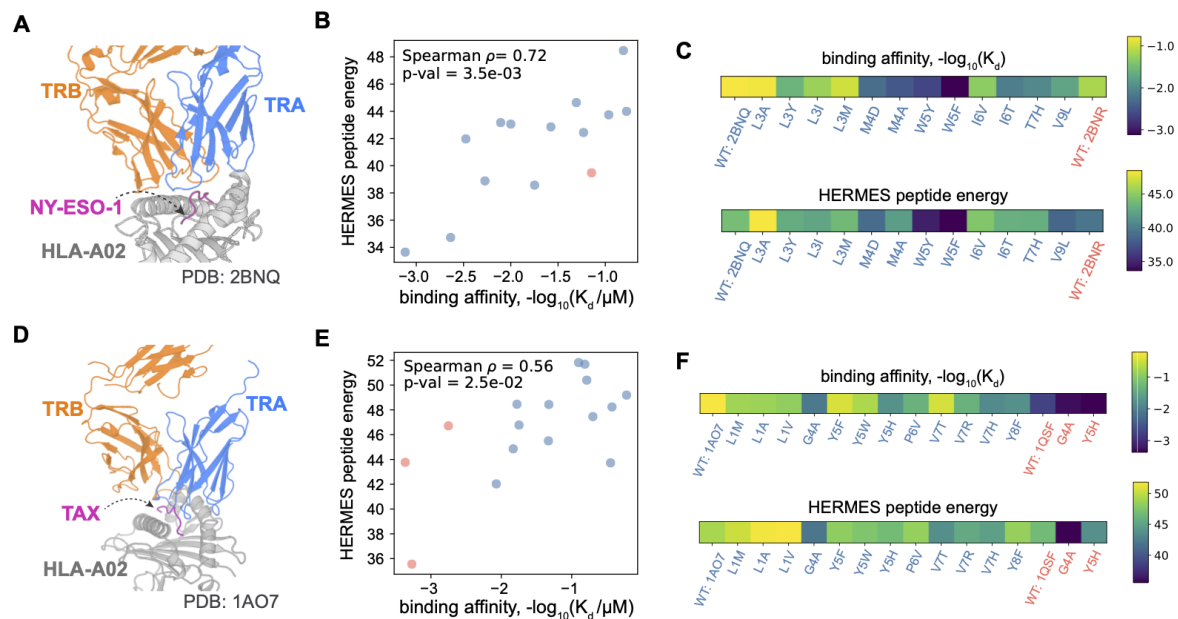 A
TRB
TRA
NY-ESO-1
HLA-A02
PDB: 2BNQ
B
Spearman ρ= 0.72
p-val = 3.5e-03
HERMES peptide energy
48
46
44
42
40
38
36
34
−3.0 −2.5 −2.0 −1.5 −1.0
binding affinity, -log₁₀(K_d/μM)
C
binding affinity, -log₁₀(K_d)
WT: 2BNQ L3A L3Y L3I L3M M4D M4A W5Y W5F I6V I6T T7H V9L WT: 2BNR
−1.0
−2.0
−3.0
HERMES peptide energy
WT: 2BNQ L3A L3Y L3I L3M M4D M4A W5Y W5F I6V I6T T7H V9L WT: 2BNR
45.0
40.0
35.0
D
TRB
TRA
TAX
HLA-A02
PDB: 1AO7
E
Spearman ρ = 0.56
p-val = 2.5e-02
HERMES peptide energy
52
50
48
46
44
42
40
38
36
−3 −2 −1
binding affinity, -log₁₀(K_d/μM)
F
binding affinity, -log₁₀(K_d)
WT: 1AO7 L1M L1A L1V G4A Y5F Y5W Y5H P6V V7T V7R V7H Y8F WT: 1QSF G4A Y5H
−1
−2
−3
HERMES peptide energy
WT: 1AO7 L1M L1A L1V G4A Y5F Y5W Y5H P6V V7T V7R V7H Y8F WT: 1QSF G4A Y5H
50
45
40